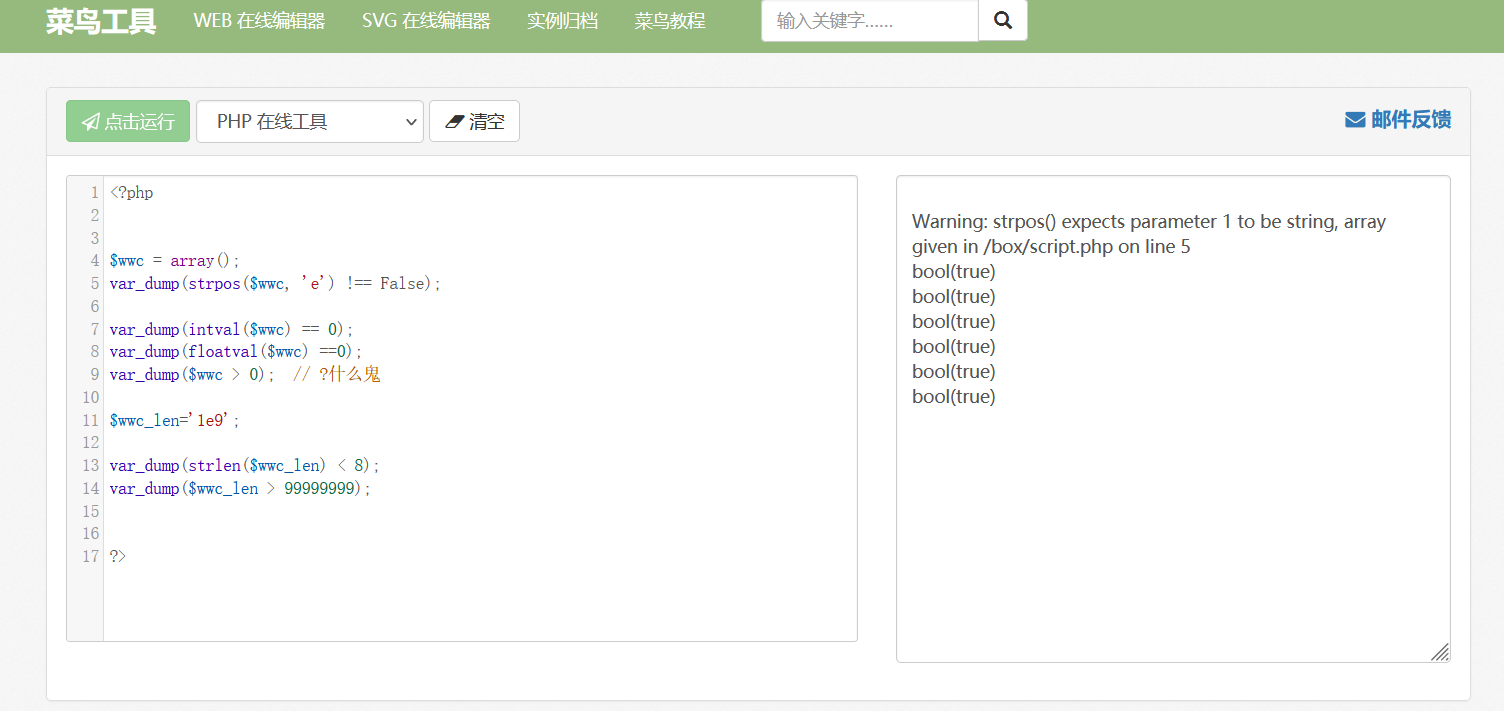 菜鸟工具 WEB 在线编辑器 SVG 在线编辑器 实例归档 菜鸟教程 输入关键字......
点击运行 PHP 在线工具 清空 邮件反馈
1 <?php
2
3
4 $wwc = array();
5 var_dump(strpos($wwc, 'e') !== False);
6
7 var_dump(intval($wwc) == 0);
8 var_dump(floatval($wwc) ==0);
9 var_dump($wwc > 0);  // ?什么鬼
10
11 $wwc_len='1e9';
12
13 var_dump(strlen($wwc_len) < 8);
14 var_dump($wwc_len > 99999999);
15
16
17 ?>
Warning: strpos() expects parameter 1 to be string, array
given in /box/script.php on line 5
bool(true)
bool(true)
bool(true)
bool(true)
bool(true)
bool(true)